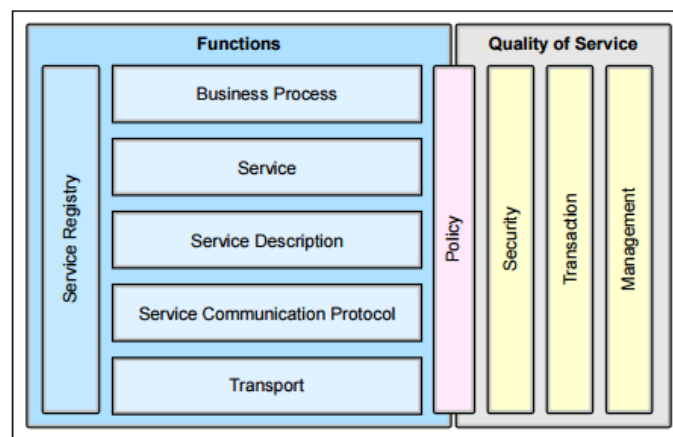 Functions
Quality of Service
Service Registry
Business Process
Service
Service Description
Service Communication Protocol
Transport
Policy
Security
Transaction
Management